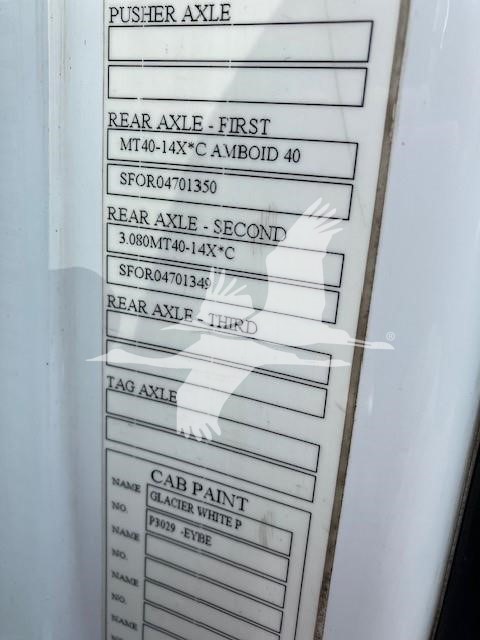 PUSHER AXLE
REAR AXLE - FIRST
MT40-14X*C AMBOID 40
SFOR04701350
REAR AXLE - SECOND
3.080MT40-14X*C
SFOR04701349
REAR AXLE - THIRD
TAG AXLE
CAB PAINT
NAME GLACIER WHITE P
NO. P3029 -EYBE
NAME
NO.
NAME
NO.
NAME
NO.